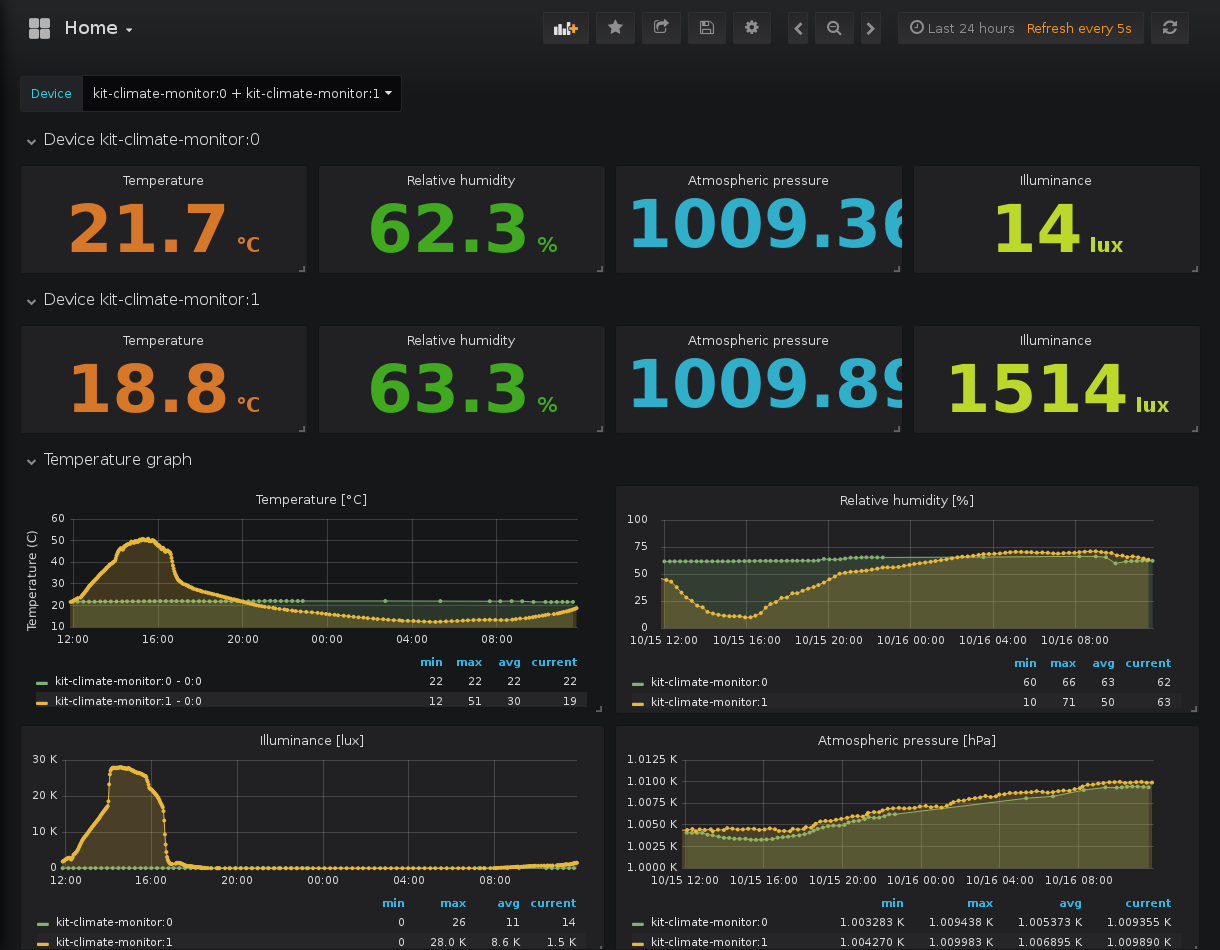 Home
Last 24 hours Refresh every 5s
Device kit-climate-monitor:0 + kit-climate-monitor:1
Device kit-climate-monitor:0
Temperature Relative humidity Atmospheric pressure Illuminance
21.7 °C 62.3 % 1009.36 14 lux
Device kit-climate-monitor:1
Temperature Relative humidity Atmospheric pressure Illuminance
18.8 °C 63.3 % 1009.89 1514 lux
Temperature graph
Temperature [°C]
Temperature (C)
60
50
40
30
20
10
12:00 16:00 20:00 00:00 04:00 08:00
min max avg current
kit-climate-monitor:0 - 0:0 22 22 22 22
kit-climate-monitor:1 - 0:0 12 51 30 19
Relative humidity [%]
100
75
50
25
0
10/15 12:00 10/15 16:00 10/15 20:00 10/16 00:00 10/16 04:00 10/16 08:00
min max avg current
kit-climate-monitor:0 60 66 63 62
kit-climate-monitor:1 10 71 50 63
Illuminance [lux]
30 K
20 K
10 K
0
12:00 16:00 20:00 00:00 04:00 08:00
min max avg current
kit-climate-monitor:0 0 26 11 14
kit-climate-monitor:1 0 28.0 K 8.6 K 1.5 K
Atmospheric pressure [hPa]
1.0125 K
1.0100 K
1.0075 K
1.0050 K
1.0025 K
1.0000 K
10/15 12:00 10/15 16:00 10/15 20:00 10/16 00:00 10/16 04:00 10/16 08:00
min max avg current
kit-climate-monitor:0 1.003283 K 1.009438 K 1.005373 K 1.009355 K
kit-climate-monitor:1 1.004270 K 1.009983 K 1.006895 K 1.009890 K